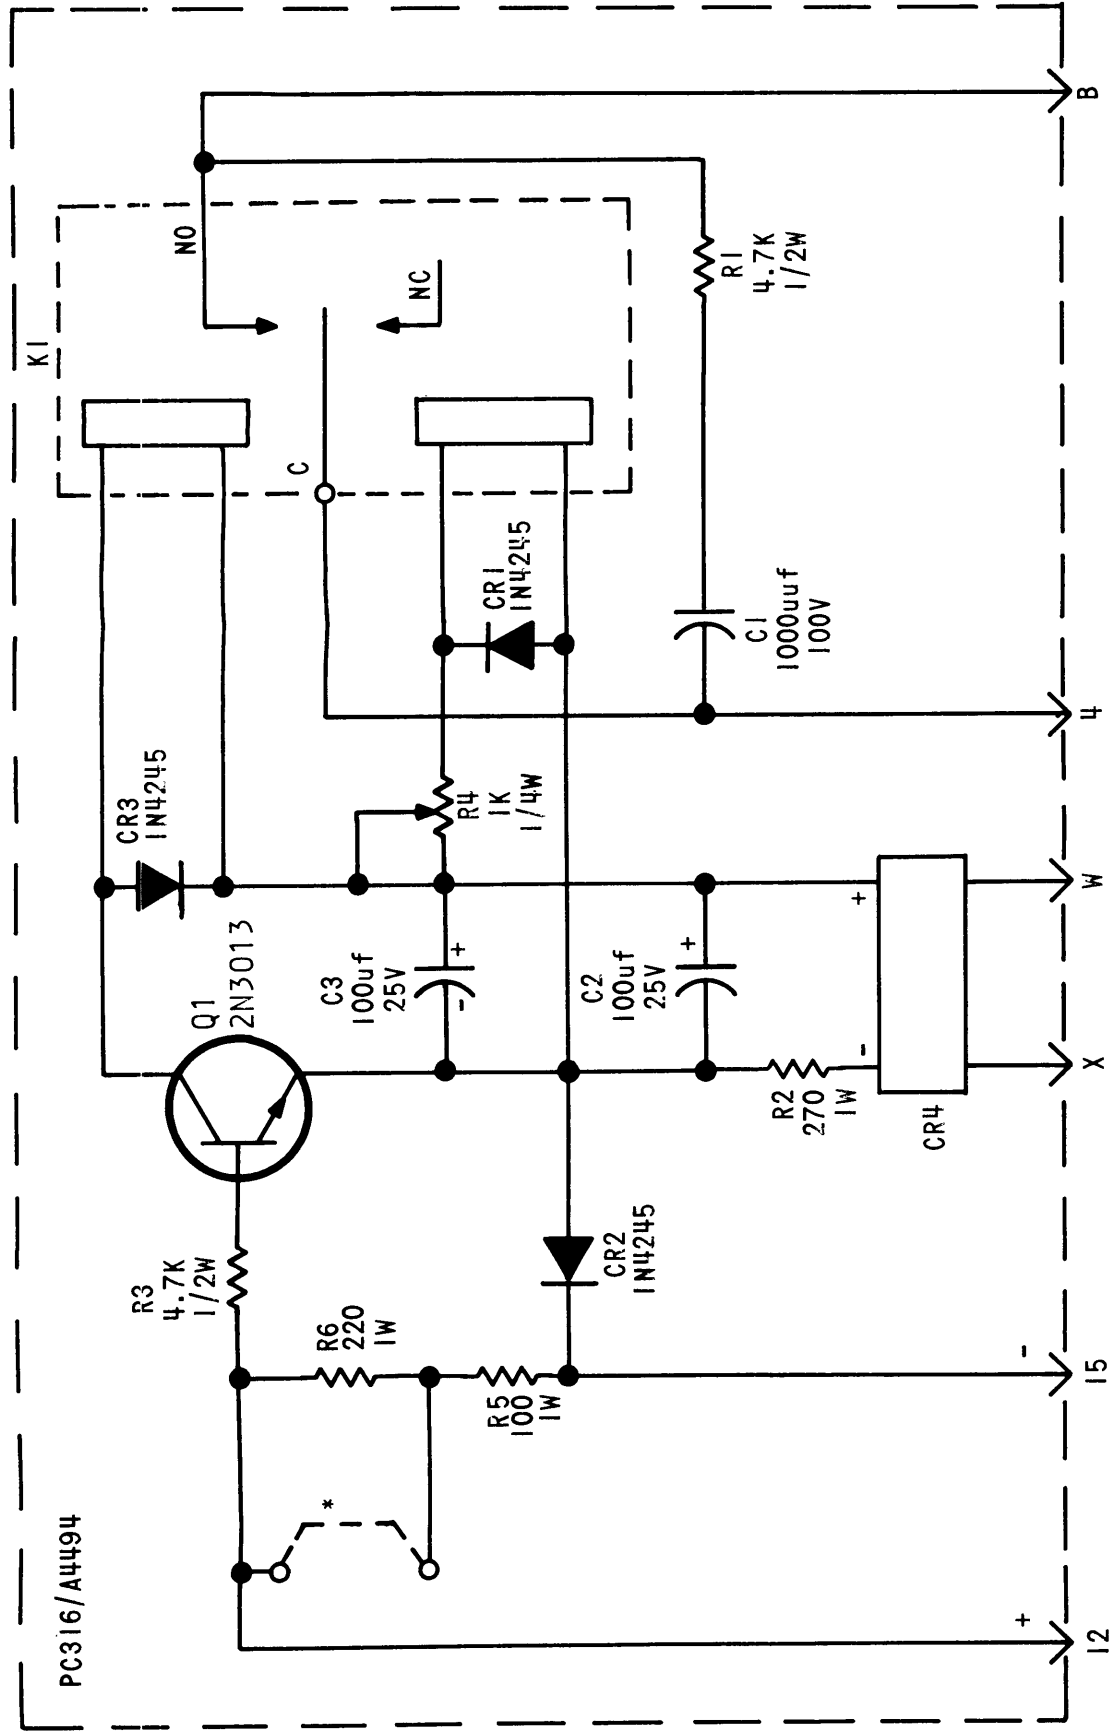 PC316/A4494
12
+
*
15
-
R3
4.7K
1/2W
R6
220
1W
R5
100
1W
CR2
1N4245
Q1
2N3013
C3
100uf
25V
+
-
C2
100uf
25V
+
R2
270
1W
-
+
CR4
X
W
CR3
1N4245
R4
1K
1/4W
4
CR1
1N4245
C1
1000uuf
100V
K1
C
NO
NC
R1
4.7K
1/2W
B